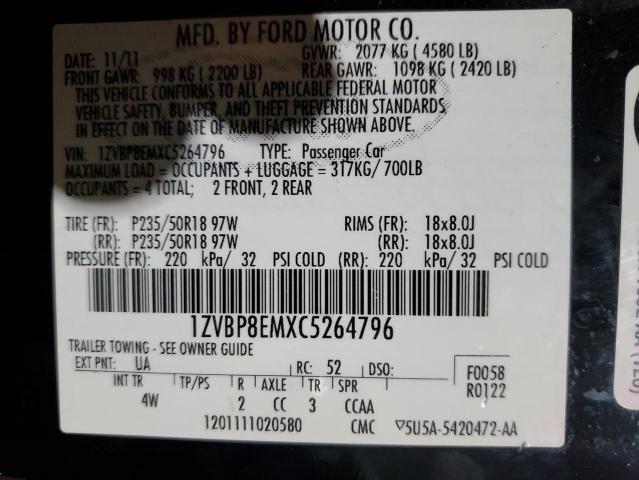 MFD. BY FORD MOTOR CO.
DATE: 11/11 GVWR: 2077 KG ( 4580 LB)
FRONT GAWR: 998 KG ( 2200 LB) REAR GAWR: 1098 KG ( 2420 LB)
THIS VEHICLE CONFORMS TO ALL APPLICABLE FEDERAL MOTOR
VEHICLE SAFETY, BUMPER, AND THEFT PREVENTION STANDARDS
IN EFFECT ON THE DATE OF MANUFACTURE SHOWN ABOVE.
VIN: 1ZVBP8EMXC5264796 TYPE: Passenger Car
MAXIMUM LOAD = OCCUPANTS + LUGGAGE = 317KG/ 700LB
OCCUPANTS = 4 TOTAL; 2 FRONT, 2 REAR
TIRE (FR): P235/50R18 97W RIMS (FR): 18x8.0J
(RR): P235/50R18 97W (RR): 18x8.0J
PRESSURE (FR): 220 kPa/ 32 PSI COLD (RR): 220 kPa/ 32 PSI COLD
1ZVBP8EMXC5264796
TRAILER TOWING - SEE OWNER GUIDE
EXT PNT: UA RC: 52 DSO: F0058
INT TR TP/PS R AXLE TR SPR R0122
4W 2 CC 3 CCAA
1201111020580 CMC ▽5U5A-5420472-AA